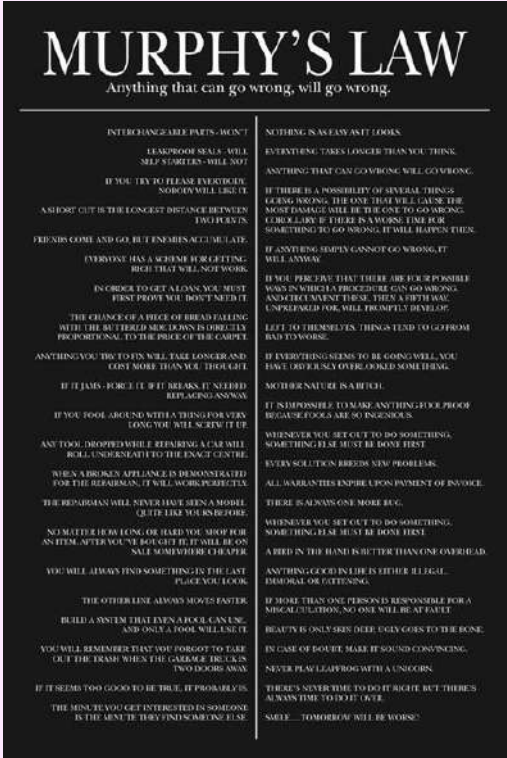 MURPHY'S LAW
Anything that can go wrong, will go wrong.
INTERCHANGEABLE PARTS - WON'T
LEAKPROOF SEALS - WILL
SELF STARTERS - WILL NOT
IF YOU TRY TO PLEASE EVERYBODY,
NOBODY WILL LIKE IT.
A SHORT CUT IS THE LONGEST DISTANCE BETWEEN
TWO POINTS.
FRIENDS COME AND GO, BUT ENEMIES ACCUMULATE.
EVERYONE HAS A SCHEME FOR GETTING
RICH THAT WILL NOT WORK.
IN ORDER TO GET A LOAN, YOU MUST
FIRST PROVE YOU DON'T NEED IT.
THE CHANCE OF A PIECE OF BREAD FALLING
WITH THE BUTTERED SIDE DOWN IS DIRECTLY
PROPORTIONAL TO THE PRICE OF THE CARPET.
ANYTHING YOU TRY TO FIX WILL TAKE LONGER AND
COST MORE THAN YOU THOUGHT.
IF IT JAMS - FORCE IT. IF IT BREAKS, IT NEEDED
REPLACING ANYWAY.
IF YOU FOOL AROUND WITH A THING FOR VERY
LONG YOU WILL SCREW IT UP.
ANY TOOL DROPPED WHILE REPAIRING A CAR WILL
ROLL UNDERNEATH TO THE EXACT CENTRE.
WHEN A BROKEN APPLIANCE IS DEMONSTRATED
FOR THE REPAIRMAN, IT WILL WORK PERFECTLY.
THE REPAIRMAN WILL NEVER HAVE SEEN A MODEL
QUITE LIKE YOURS BEFORE.
NO MATTER HOW LONG OR HARD YOU SHOP FOR
AN ITEM, AFTER YOU'VE BOUGHT IT, IT WILL BE ON
SALE SOMEWHERE CHEAPER.
YOU WILL ALWAYS FIND SOMETHING IN THE LAST
PLACE YOU LOOK.
THE OTHER LINE ALWAYS MOVES FASTER.
BUILD A SYSTEM THAT EVEN A FOOL CAN USE,
AND ONLY A FOOL WILL USE IT.
YOU WILL REMEMBER THAT YOU FORGOT TO TAKE
OUT THE TRASH WHEN THE GARBAGE TRUCK IS
TWO DOORS AWAY.
IF IT SEEMS TOO GOOD TO BE TRUE, IT PROBABLY IS.
THE MINUTE YOU GET INTERESTED IN SOMEONE
IS THE MINUTE THEY FIND SOMEONE ELSE.
NOTHING IS AS EASY AS IT LOOKS.
EVERYTHING TAKES LONGER THAN YOU THINK.
ANYTHING THAT CAN GO WRONG WILL GO WRONG.
IF THERE IS A POSSIBILITY OF SEVERAL THINGS
GOING WRONG, THE ONE THAT WILL CAUSE THE
MOST DAMAGE WILL BE THE ONE TO GO WRONG.
COROLLARY: IF THERE IS A WORSE TIME FOR
SOMETHING TO GO WRONG, IT WILL HAPPEN THEN.
IF ANYTHING SIMPLY CANNOT GO WRONG, IT
WILL ANYWAY.
IF YOU PERCEIVE THAT THERE ARE FOUR POSSIBLE
WAYS IN WHICH A PROCEDURE CAN GO WRONG,
AND CIRCUMVENT THESE, THEN A FIFTH WAY,
UNPREPARED FOR, WILL PROMPTLY DEVELOP.
LEFT TO THEMSELVES, THINGS TEND TO GO FROM
BAD TO WORSE.
IF EVERYTHING SEEMS TO BE GOING WELL, YOU
HAVE OBVIOUSLY OVERLOOKED SOMETHING.
MOTHER NATURE IS A BITCH.
IT IS IMPOSSIBLE TO MAKE ANYTHING FOOLPROOF
BECAUSE FOOLS ARE SO INGENIOUS.
WHENEVER YOU SET OUT TO DO SOMETHING,
SOMETHING ELSE MUST BE DONE FIRST.
EVERY SOLUTION BREEDS NEW PROBLEMS.
ALL WARRANTIES EXPIRE UPON PAYMENT OF INVOICE.
THERE IS ALWAYS ONE MORE BUG.
WHENEVER YOU SET OUT TO DO SOMETHING,
SOMETHING ELSE MUST BE DONE FIRST.
A BIRD IN THE HAND IS BETTER THAN ONE OVERHEAD.
ANYTHING GOOD IN LIFE IS EITHER ILLEGAL,
IMMORAL OR FATTENING.
IF MORE THAN ONE PERSON IS RESPONSIBLE FOR A
MISCALCULATION, NO ONE WILL BE AT FAULT.
BEAUTY IS ONLY SKIN DEEP, UGLY GOES TO THE BONE.
IN CASE OF DOUBT, MAKE IT SOUND CONVINCING.
NEVER PLAY LEAPFROG WITH A UNICORN.
THERE'S NEVER TIME TO DO IT RIGHT, BUT THERE'S
ALWAYS TIME TO DO IT OVER.
SMILE.... TOMORROW WILL BE WORSE!